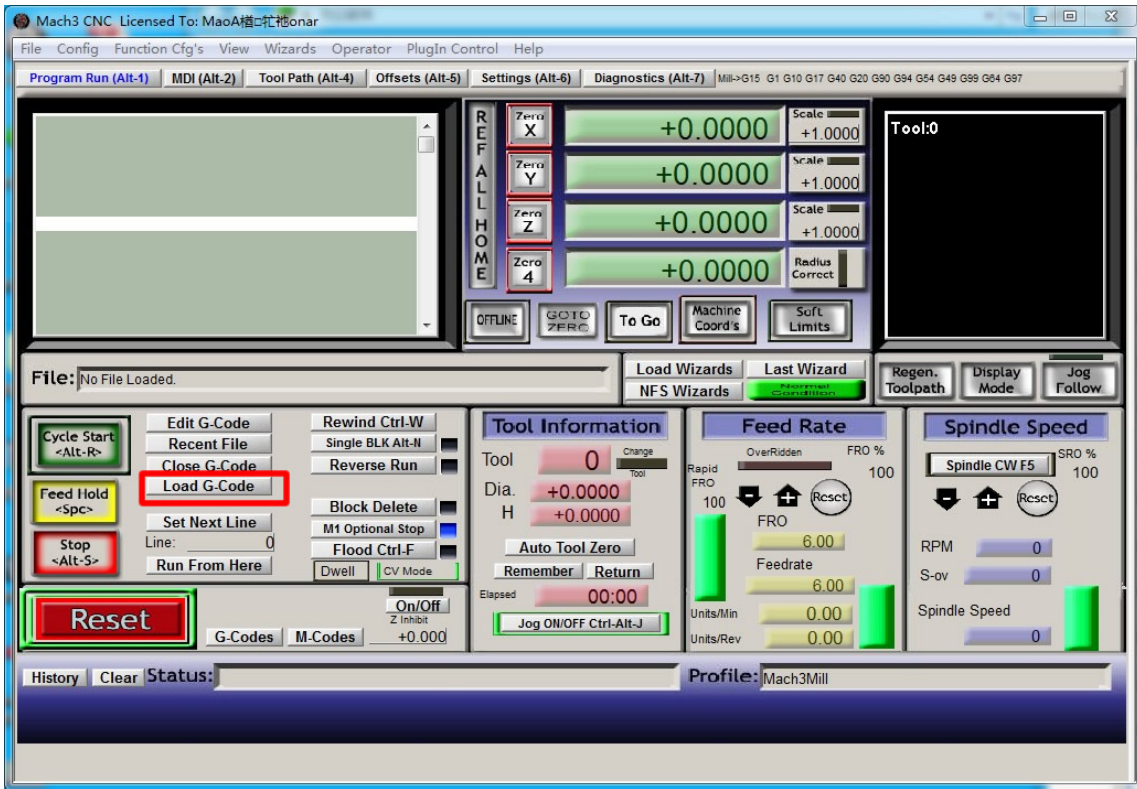 Mach3 CNC Licensed To: MaoA楢□牤衪onar
File Config Function Cfg's View Wizards Operator PlugIn Control Help
Program Run (Alt-1) MDI (Alt-2) Tool Path (Alt-4) Offsets (Alt-5) Settings (Alt-6) Diagnostics (Alt-7) Mill->G15 G1 G10 G17 G40 G20 G90 G94 G54 G49 G99 G64 G97
REF ALL HOME
Zero X +0.0000 Scale +1.0000
Zero Y +0.0000 Scale +1.0000
Zero Z +0.0000 Scale +1.0000
Zero 4 +0.0000 Radius Correct
OFFLINE GOTO ZERO To Go Machine Coord's Soft Limits
Tool:0
File: No File Loaded.
Load Wizards Last Wizard
NFS Wizards Normal Condition
Regen. Toolpath Display Mode Jog Follow
Cycle Start <Alt-R>
Feed Hold <Spc>
Stop <Alt-S>
Edit G-Code
Recent File
Close G-Code
Load G-Code
Set Next Line
Line: 0
Run From Here
Rewind Ctrl-W
Single BLK Alt-N
Reverse Run
Block Delete
M1 Optional Stop
Flood Ctrl-F
Dwell CV Mode
Reset
G-Codes M-Codes
On/Off
Z Inhibit
+0.000
Tool Information
Tool 0 Change Tool
Dia. +0.0000
H +0.0000
Auto Tool Zero
Remember Return
Elapsed 00:00
Jog ON/OFF Ctrl-Alt-J
Feed Rate
OverRidden FRO %
100
Rapid FRO
100
Reset
FRO
6.00
Feedrate
6.00
Units/Min 0.00
Units/Rev 0.00
Spindle Speed
Spindle CW F5 SRO %
100
Reset
RPM 0
S-ov 0
Spindle Speed
0
History Clear Status:
Profile: Mach3Mill